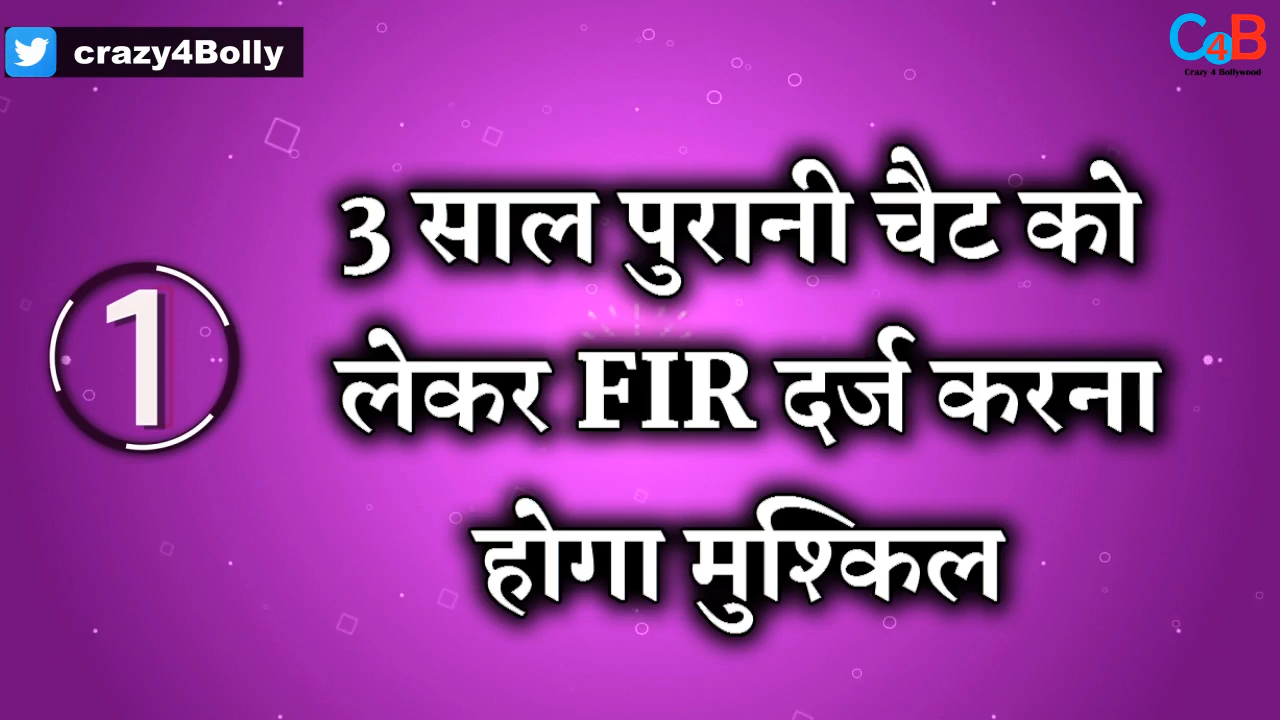 crazy4Bolly
C4B
Crazy 4 Bollywood
1
3 साल पुरानी चैट को
लेकर FIR दर्ज करना
होगा मुश्किल